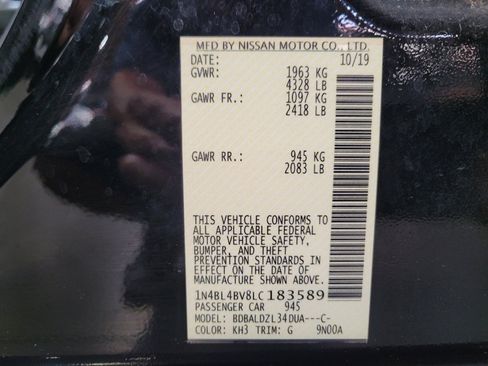 MFD BY NISSAN MOTOR CO., LTD.
DATE: 10/19
GVWR: 1963 KG
4328 LB
GAWR FR.: 1097 KG
2418 LB
GAWR RR.: 945 KG
2083 LB
THIS VEHICLE CONFORMS TO
ALL APPLICABLE FEDERAL
MOTOR VEHICLE SAFETY,
BUMPER, AND THEFT
PREVENTION STANDARDS IN
EFFECT ON THE DATE OF
MANUFACTURE SHOWN ABOVE.
1N4BL4BV8LC183589
PASSENGER CAR 945
MODEL: BDBALDZL34DUA---C-
COLOR: KH3 TRIM: G 9N00A